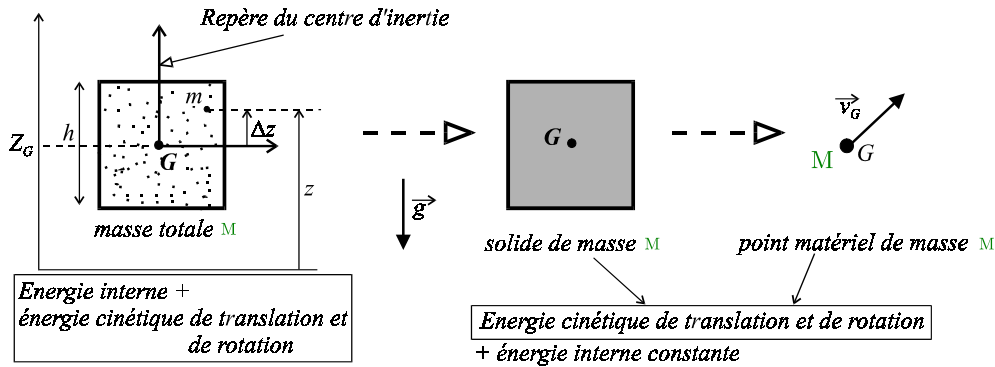 Repère du centre d'inertie
m
h
Δz
Z_G
G
z
masse totale M
Energie interne +
énergie cinétique de translation et
de rotation
g
G
solide de masse M
v_G
M G
point matériel de masse M
Energie cinétique de translation et de rotation
+ énergie interne constante